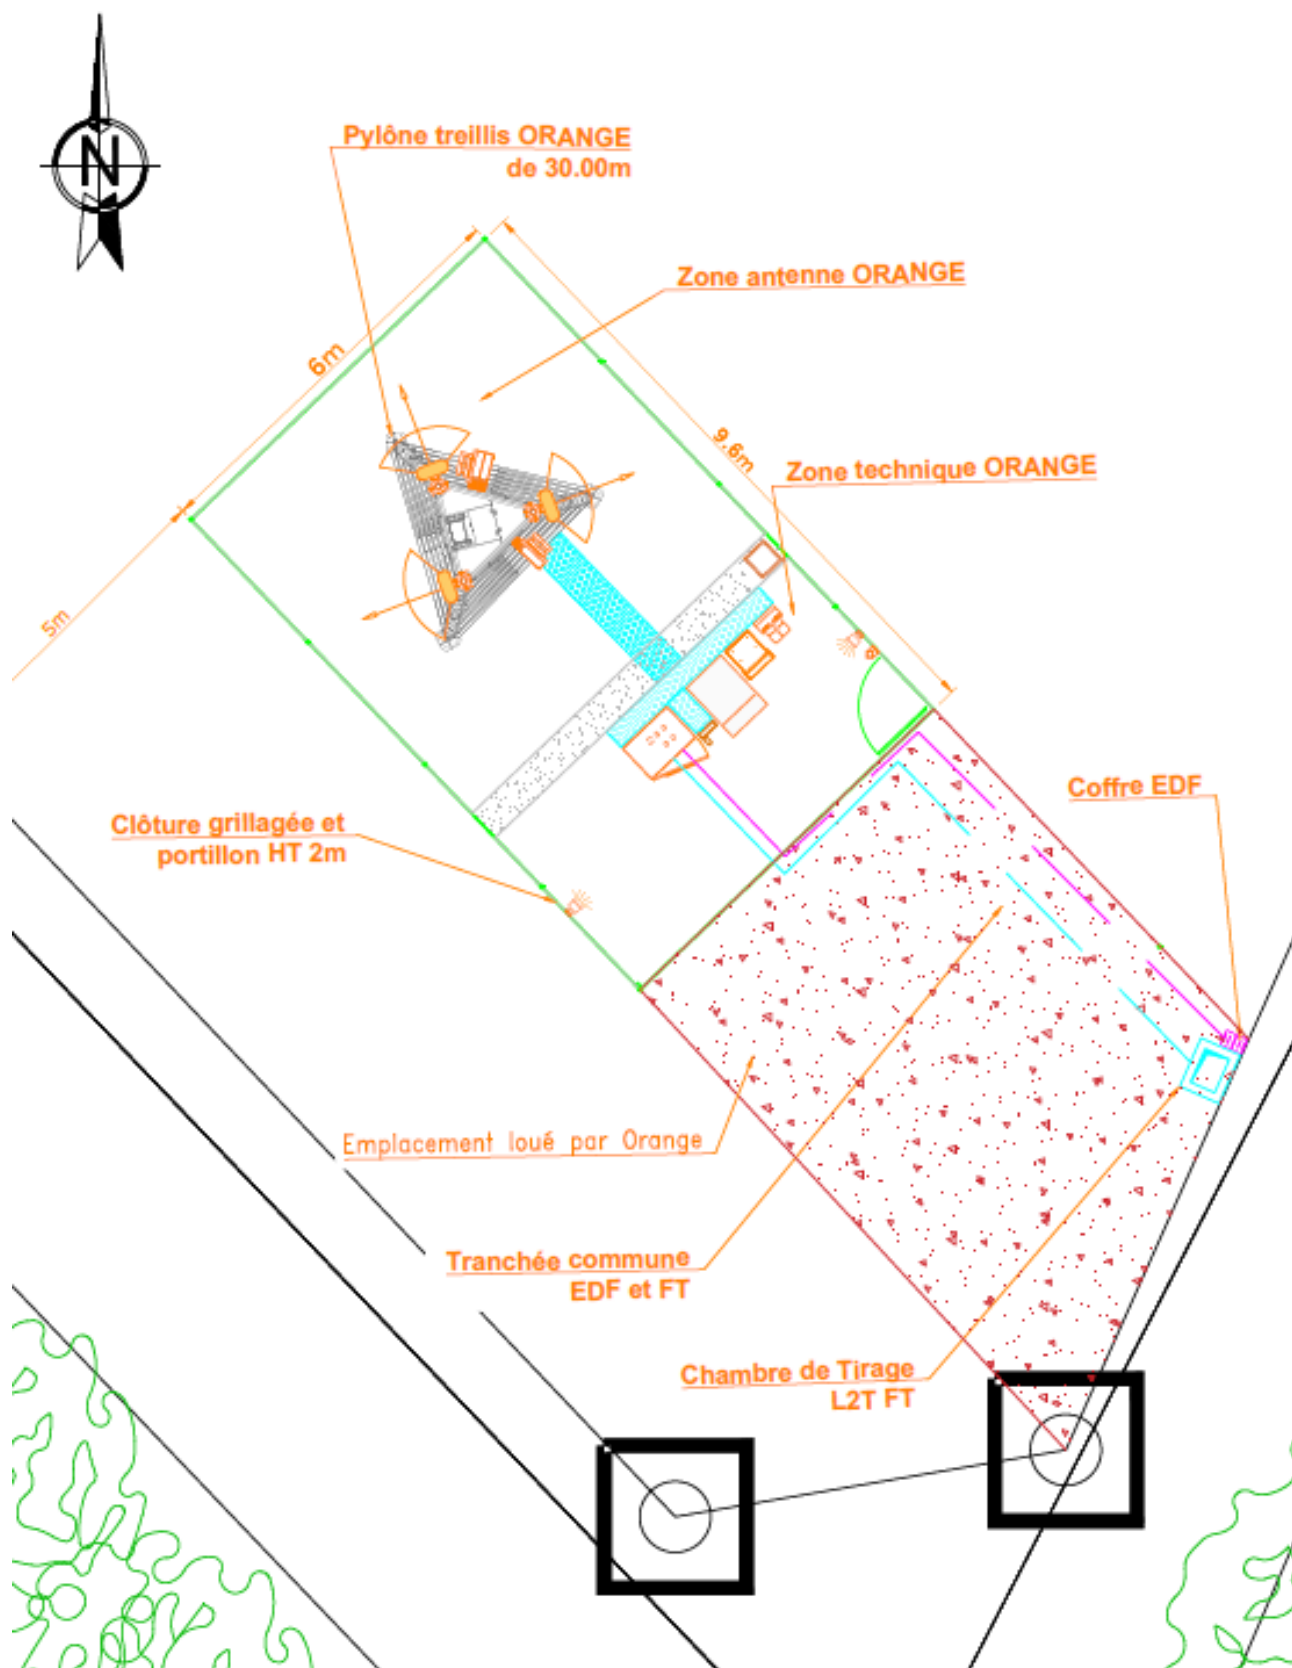 N
Pylône treillis ORANGE
de 30.00m
Zone antenne ORANGE
6m
9,6m
Zone technique ORANGE
5m
Coffre EDF
Clôture grillagée et
portillon HT 2m
Emplacement loué par Orange
Tranchée commune
EDF et FT
Chambre de Tirage
L2T FT